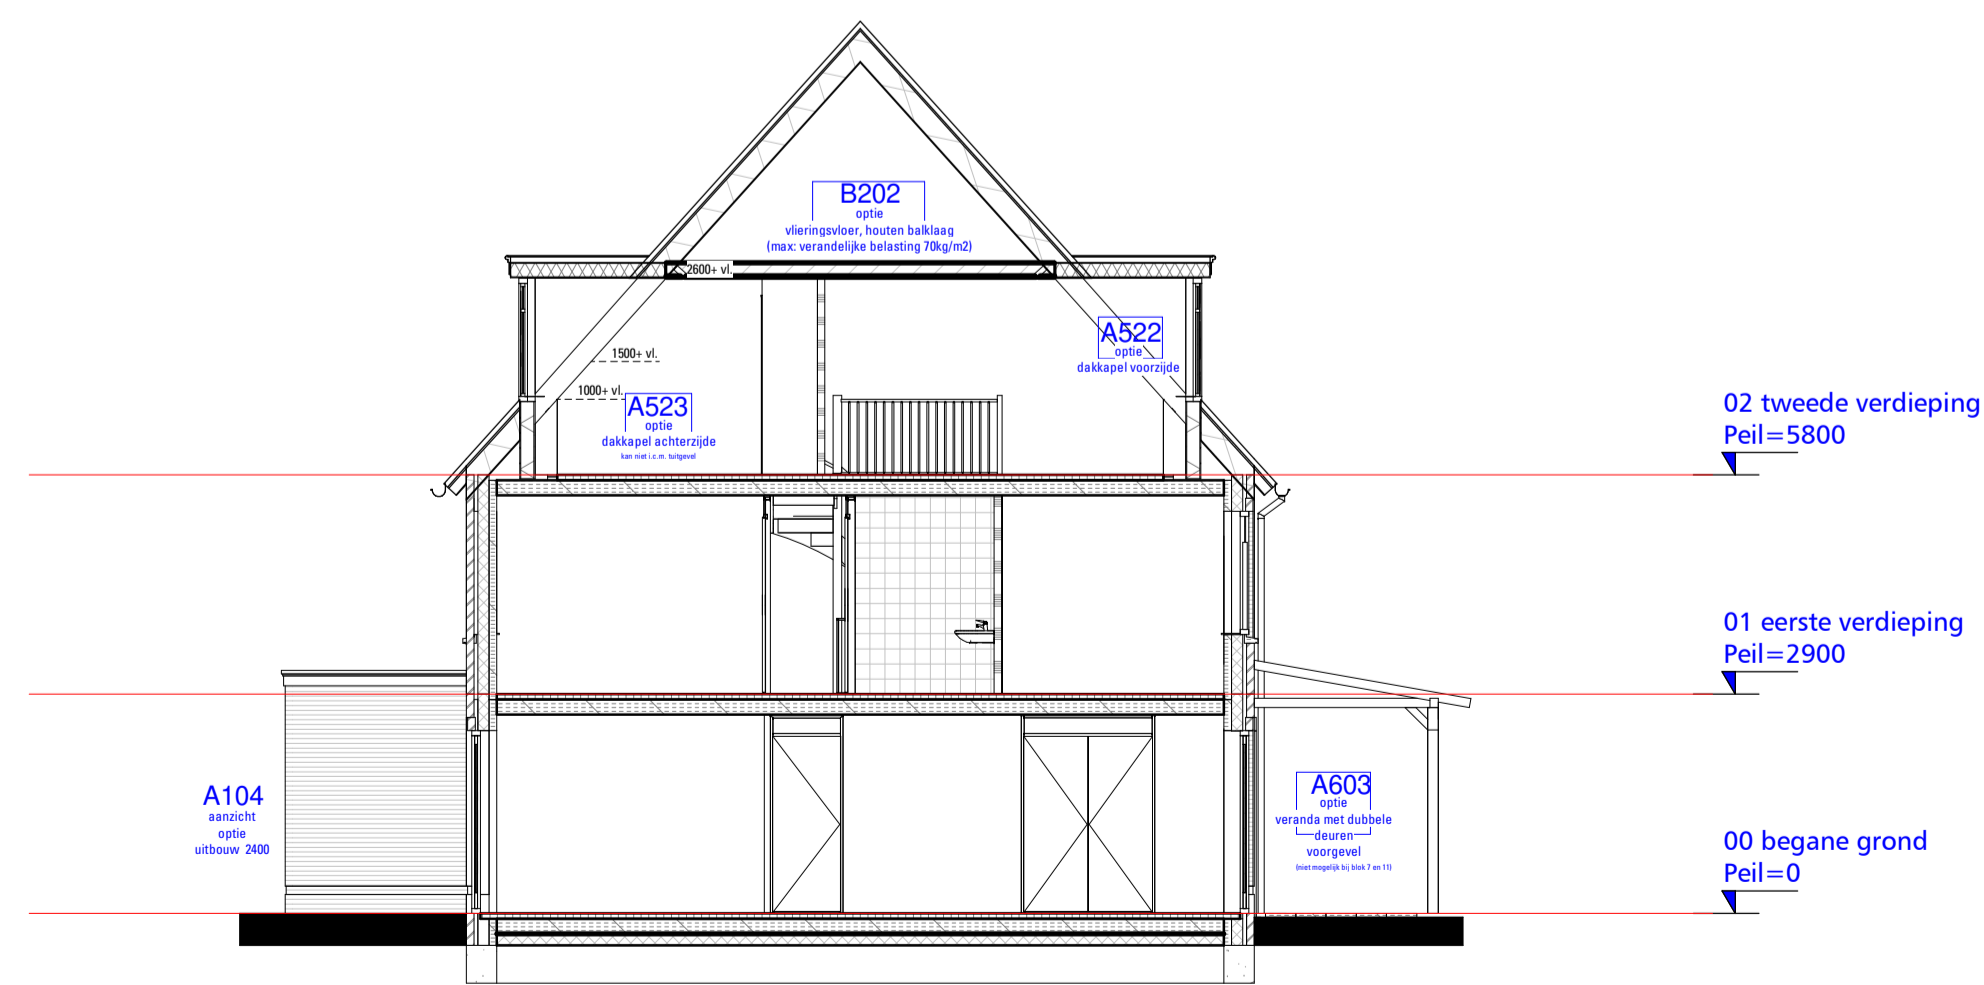 B202
optie
vlieringsvloer, houten balklaag
(max: verandelijke belasting 70kg/m2)
2600+ vl.
A522
optie
dakkapel voorzijde
1500+ vl.
1000+ vl.
A523
optie
dakkapel achterzijde
kan niet i.c.m. tuitgevel
02 tweede verdieping
Peil=5800
01 eerste verdieping
Peil=2900
A104
aanzicht
optie
uitbouw 2400
A603
optie
veranda met dubbele
deuren
voorgevel
(niet mogelijk bij blok 7 en 11)
00 begane grond
Peil=0